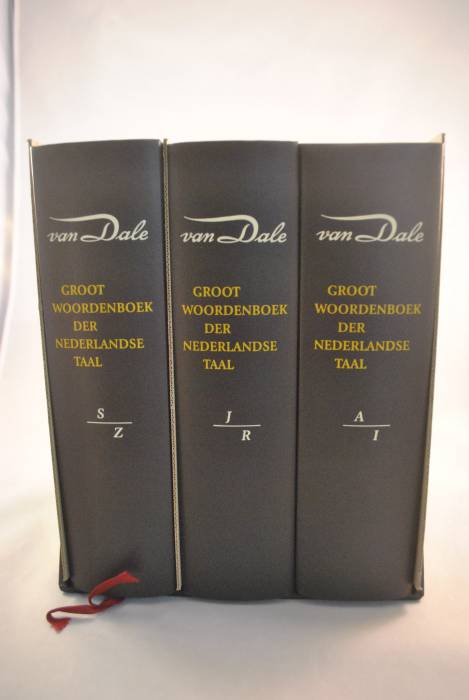 van Dale
GROOT
WOORDENBOEK
DER
NEDERLANDSE
TAAL
S
Z
van Dale
GROOT
WOORDENBOEK
DER
NEDERLANDSE
TAAL
J
R
van Dale
GROOT
WOORDENBOEK
DER
NEDERLANDSE
TAAL
A
I